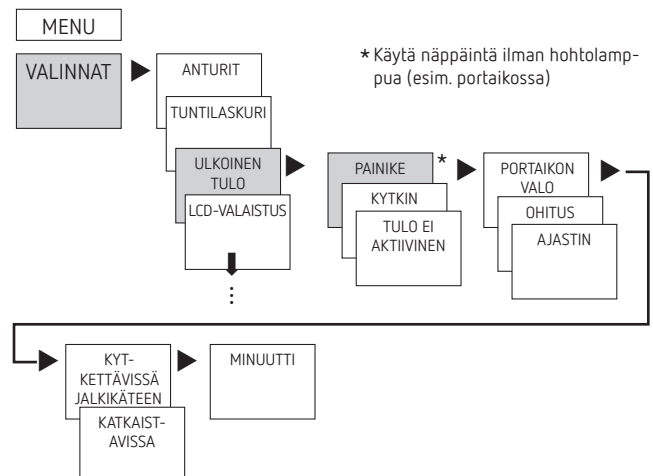 MENU
* Käytä näppäintä ilman hohtolamp-
pua (esim. portaikossa)
VALINNAT
ANTURIT
TUNTILASKURI
ULKOINEN
TULO
LCD-VALAISTUS
PAINIKE *
KYTKIN
TULO EI
AKTIIVINEN
PORTAIKON
VALO
OHITUS
AJASTIN
KYT-
KETTÄVISSÄ
JALKIKÄTEEN
KATKAIST-
AVISSA
MINUUTTI